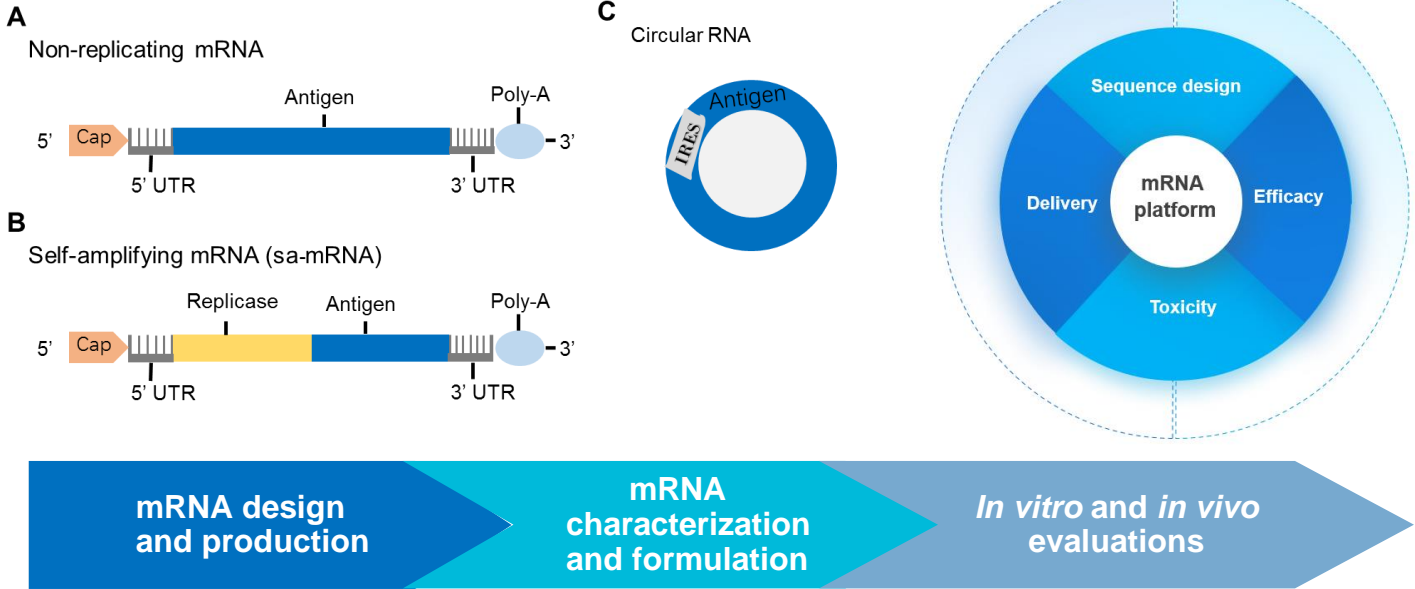 A
Non-replicating mRNA
Antigen
Poly-A
5’
Cap
3’
5’ UTR
3’ UTR
B
Self-amplifying mRNA (sa-mRNA)
Replicase
Antigen
Poly-A
5’
Cap
3’
5’ UTR
3’ UTR
C
Circular RNA
Antigen
IRES
Sequence design
Delivery
mRNA
platform
Efficacy
Toxicity
mRNA design
and production
mRNA
characterization
and formulation
In vitro and in vivo
evaluations